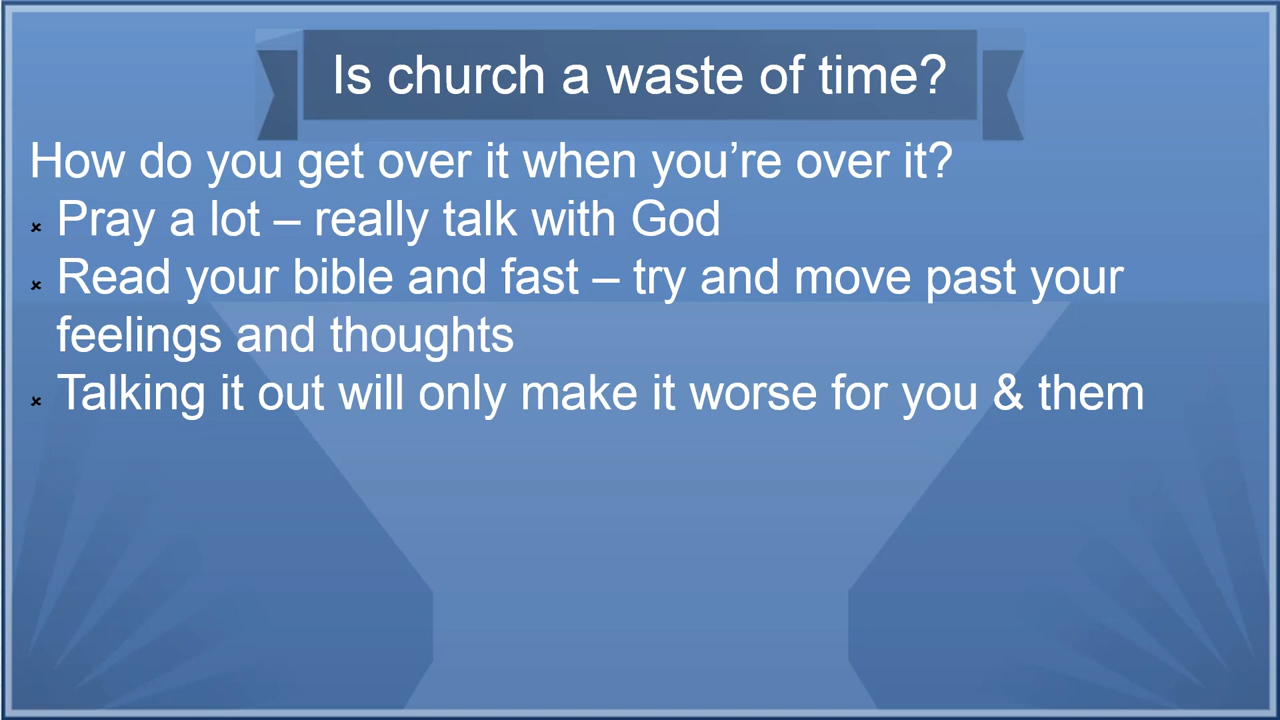 Is church a waste of time?
How do you get over it when you’re over it?
Pray a lot – really talk with God
Read your bible and fast – try and move past your
feelings and thoughts
Talking it out will only make it worse for you & them